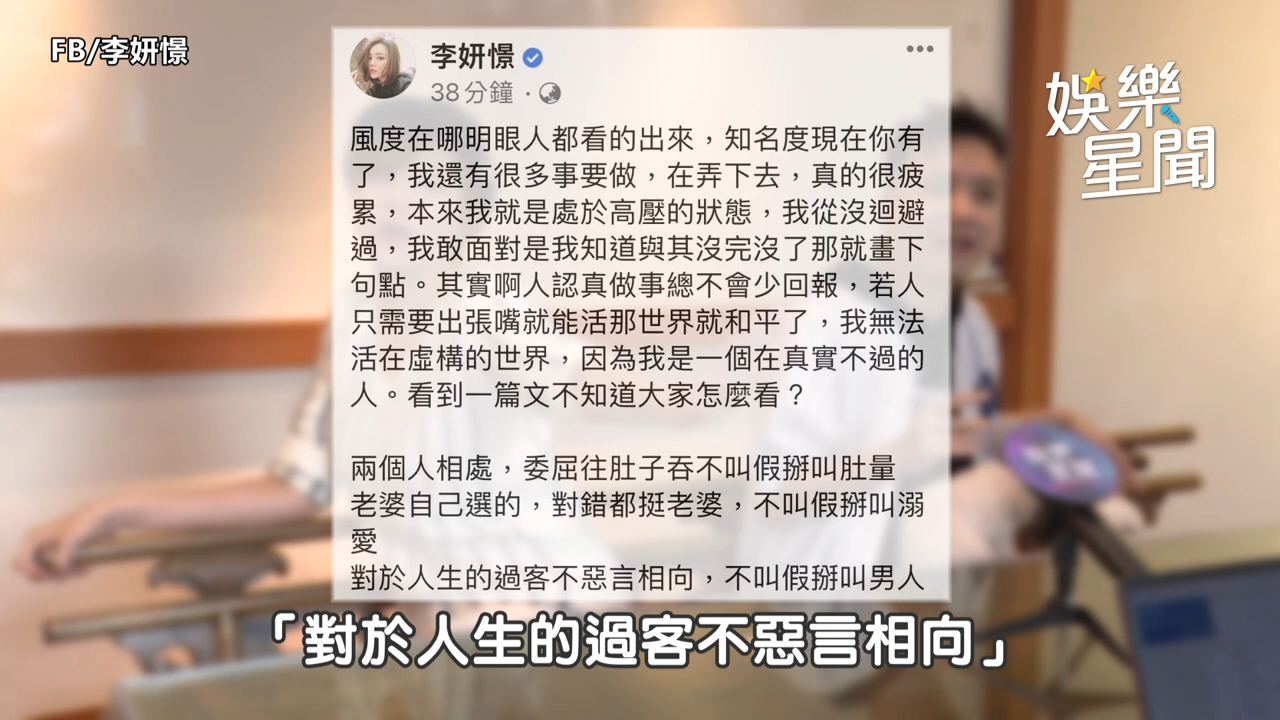 FB/李妍憬
李妍憬
38分鐘
風度在哪明眼人都看的出來，知名度現在你有
了，我還有很多事要做，在弄下去，真的很疲
累，本來我就是處於高壓的狀態，我從沒迴避
過，我敢面對是我知道與其沒完沒了那就畫下
句點。其實啊人認真做事總不會少回報，若人
只需要出張嘴就能活那世界就和平了，我無法
活在虛構的世界，因為我是一個在真實不過的
人。看到一篇文不知道大家怎麼看？
兩個人相處，委屈往肚子吞不叫假掰叫肚量
老婆自己選的，對錯都挺老婆，不叫假掰叫溺
愛
對於人生的過客不惡言相向，不叫假掰叫男人
「對於人生的過客不惡言相向」
娛樂
星聞